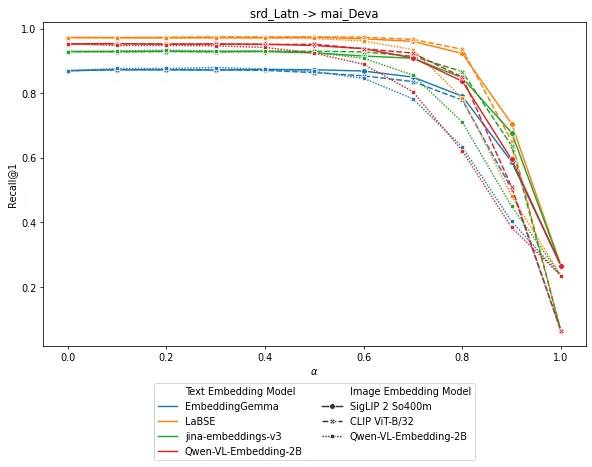 srd_Latn -> mai_Deva
1.0
0.8
0.6
0.4
0.2
Recall@1
0.0 0.2 0.4 0.6 0.8 1.0
α
Text Embedding Model Image Embedding Model
EmbeddingGemma SigLIP 2 So400m
LaBSE CLIP ViT-B/32
jina-embeddings-v3 Qwen-VL-Embedding-2B
Qwen-VL-Embedding-2B